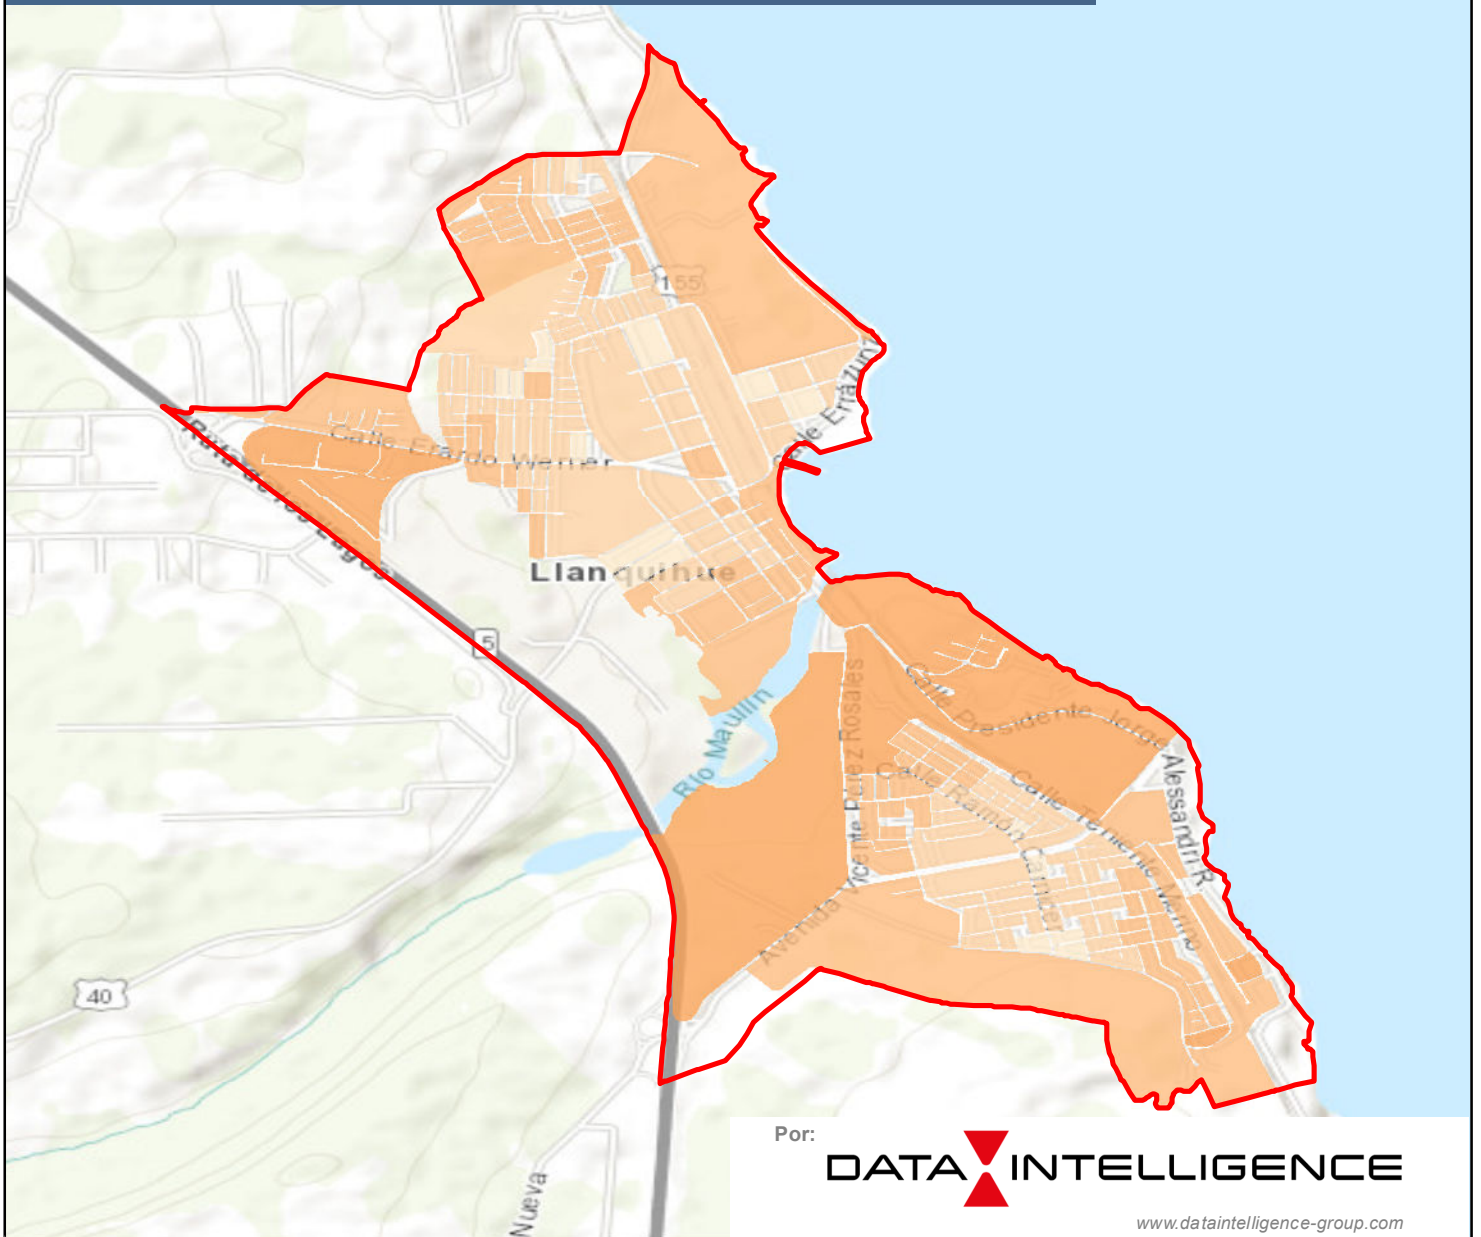 155
Calle Errázuriz
Calle Erardo Werner
Ruta de los Lagos
Llanquihue
5
Río Maullín
Calle Presidente Jorge Alessandri R
Avenida Vicente Pérez Rosales
Calle Ramón Carnicer
Calle Teniente Merino
40
Nueva
Por:
DATA INTELLIGENCE
www.dataintelligence-group.com